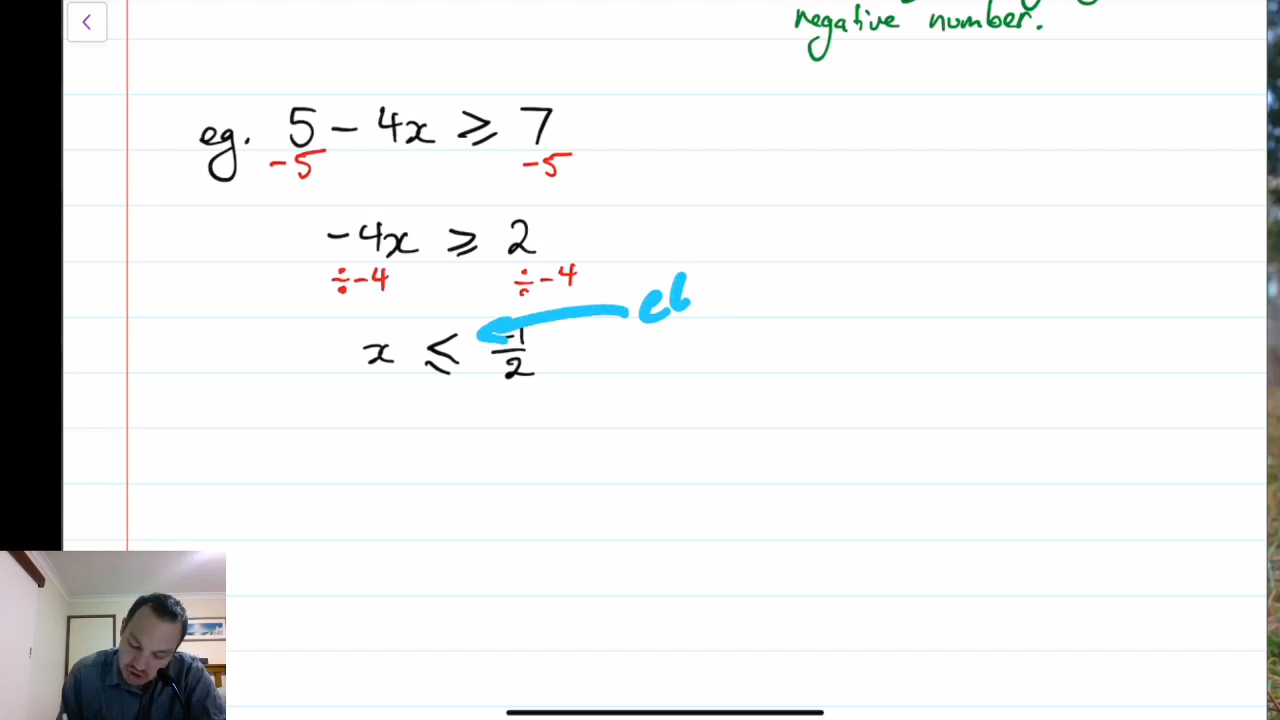 negative number.
eg. 5 - 4x ≥ 7
-5 -5
-4x ≥ 2
÷-4 ÷-4
x ≤ -1/2